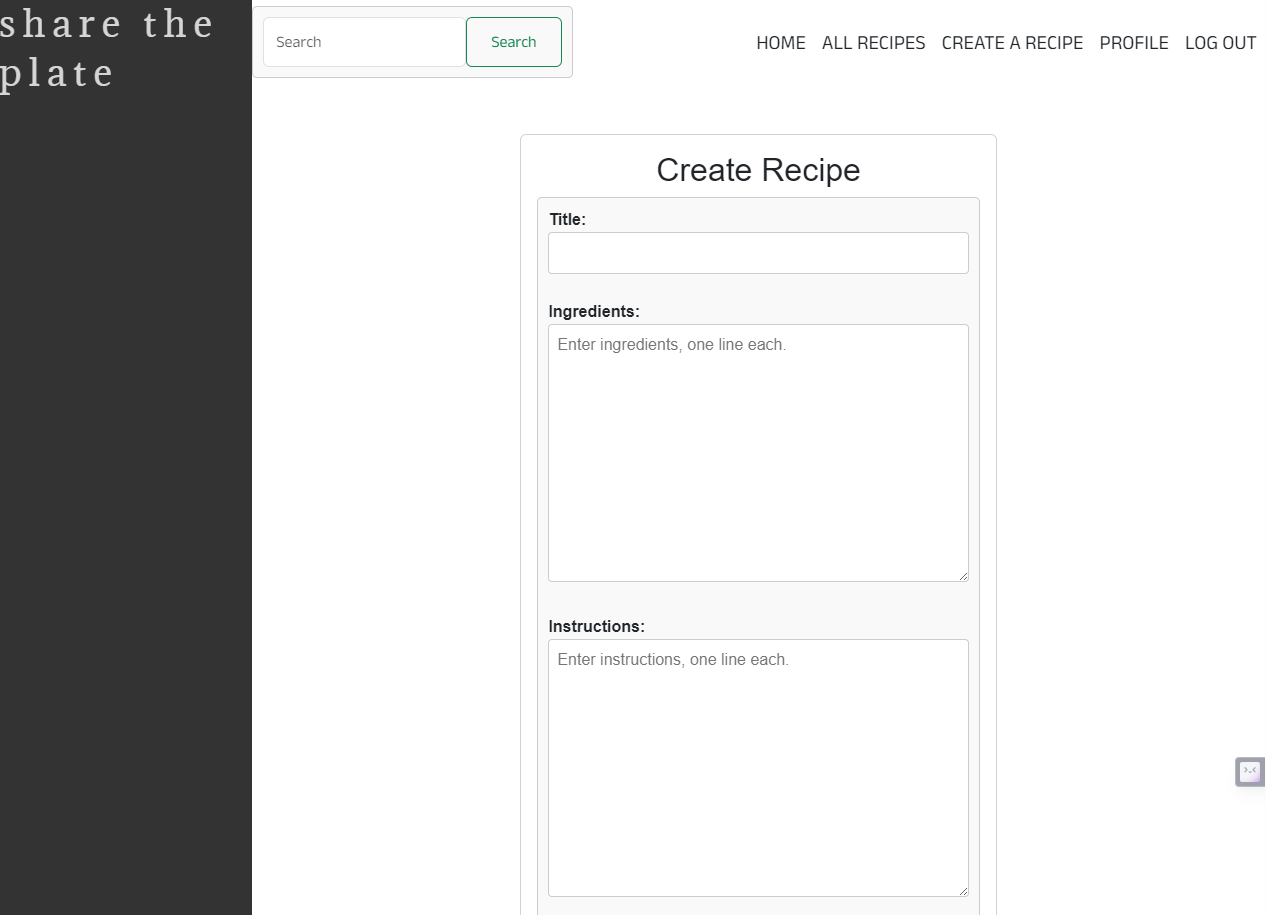 share the
plate
Search
Search
HOME
ALL RECIPES
CREATE A RECIPE
PROFILE
LOG OUT
Create Recipe
Title:
Ingredients:
Enter ingredients, one line each.
Instructions:
Enter instructions, one line each.